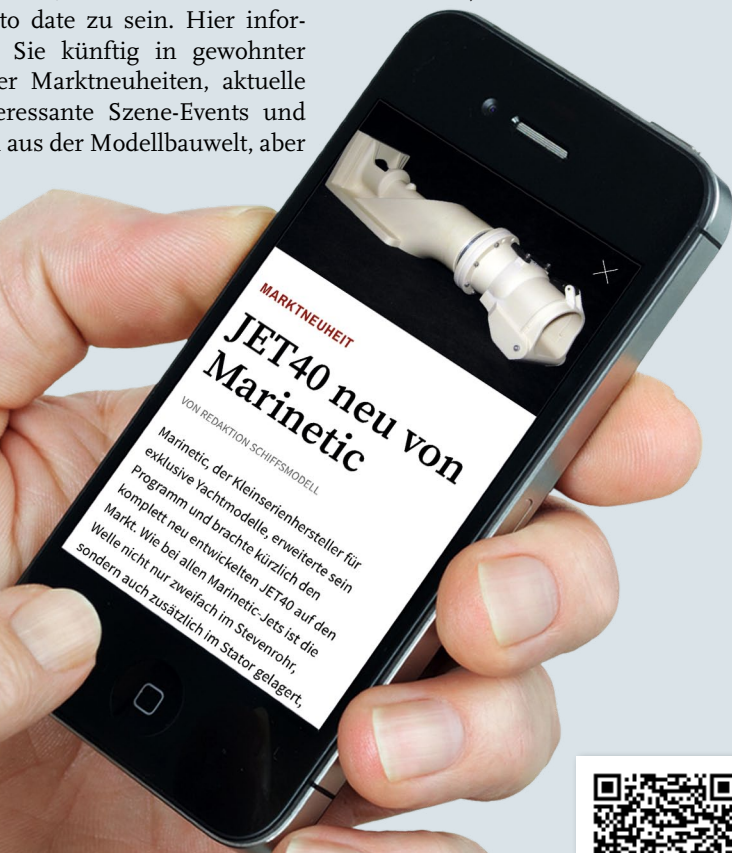 to date zu sein. Hier infor-
Sie künftig in gewohnter
er Marktneuheiten, aktuelle
eressante Szene-Events und
aus der Modellbauwelt, aber
MARKTNEUHEIT
JET40 neu von
Marinetic
VON REDAKTION SCHIFFSMODELL
Marinetic, der Kleinserienhersteller für
exklusive Yachtmodelle, erweiterte sein
Programm und brachte kürzlich den
komplett neu entwickelten JET40 auf den
Markt. Wie bei allen Marinetic-Jets ist die
Welle nicht nur zweifach im Stevenrohr,
sondern auch zusätzlich im Stator gelagert,